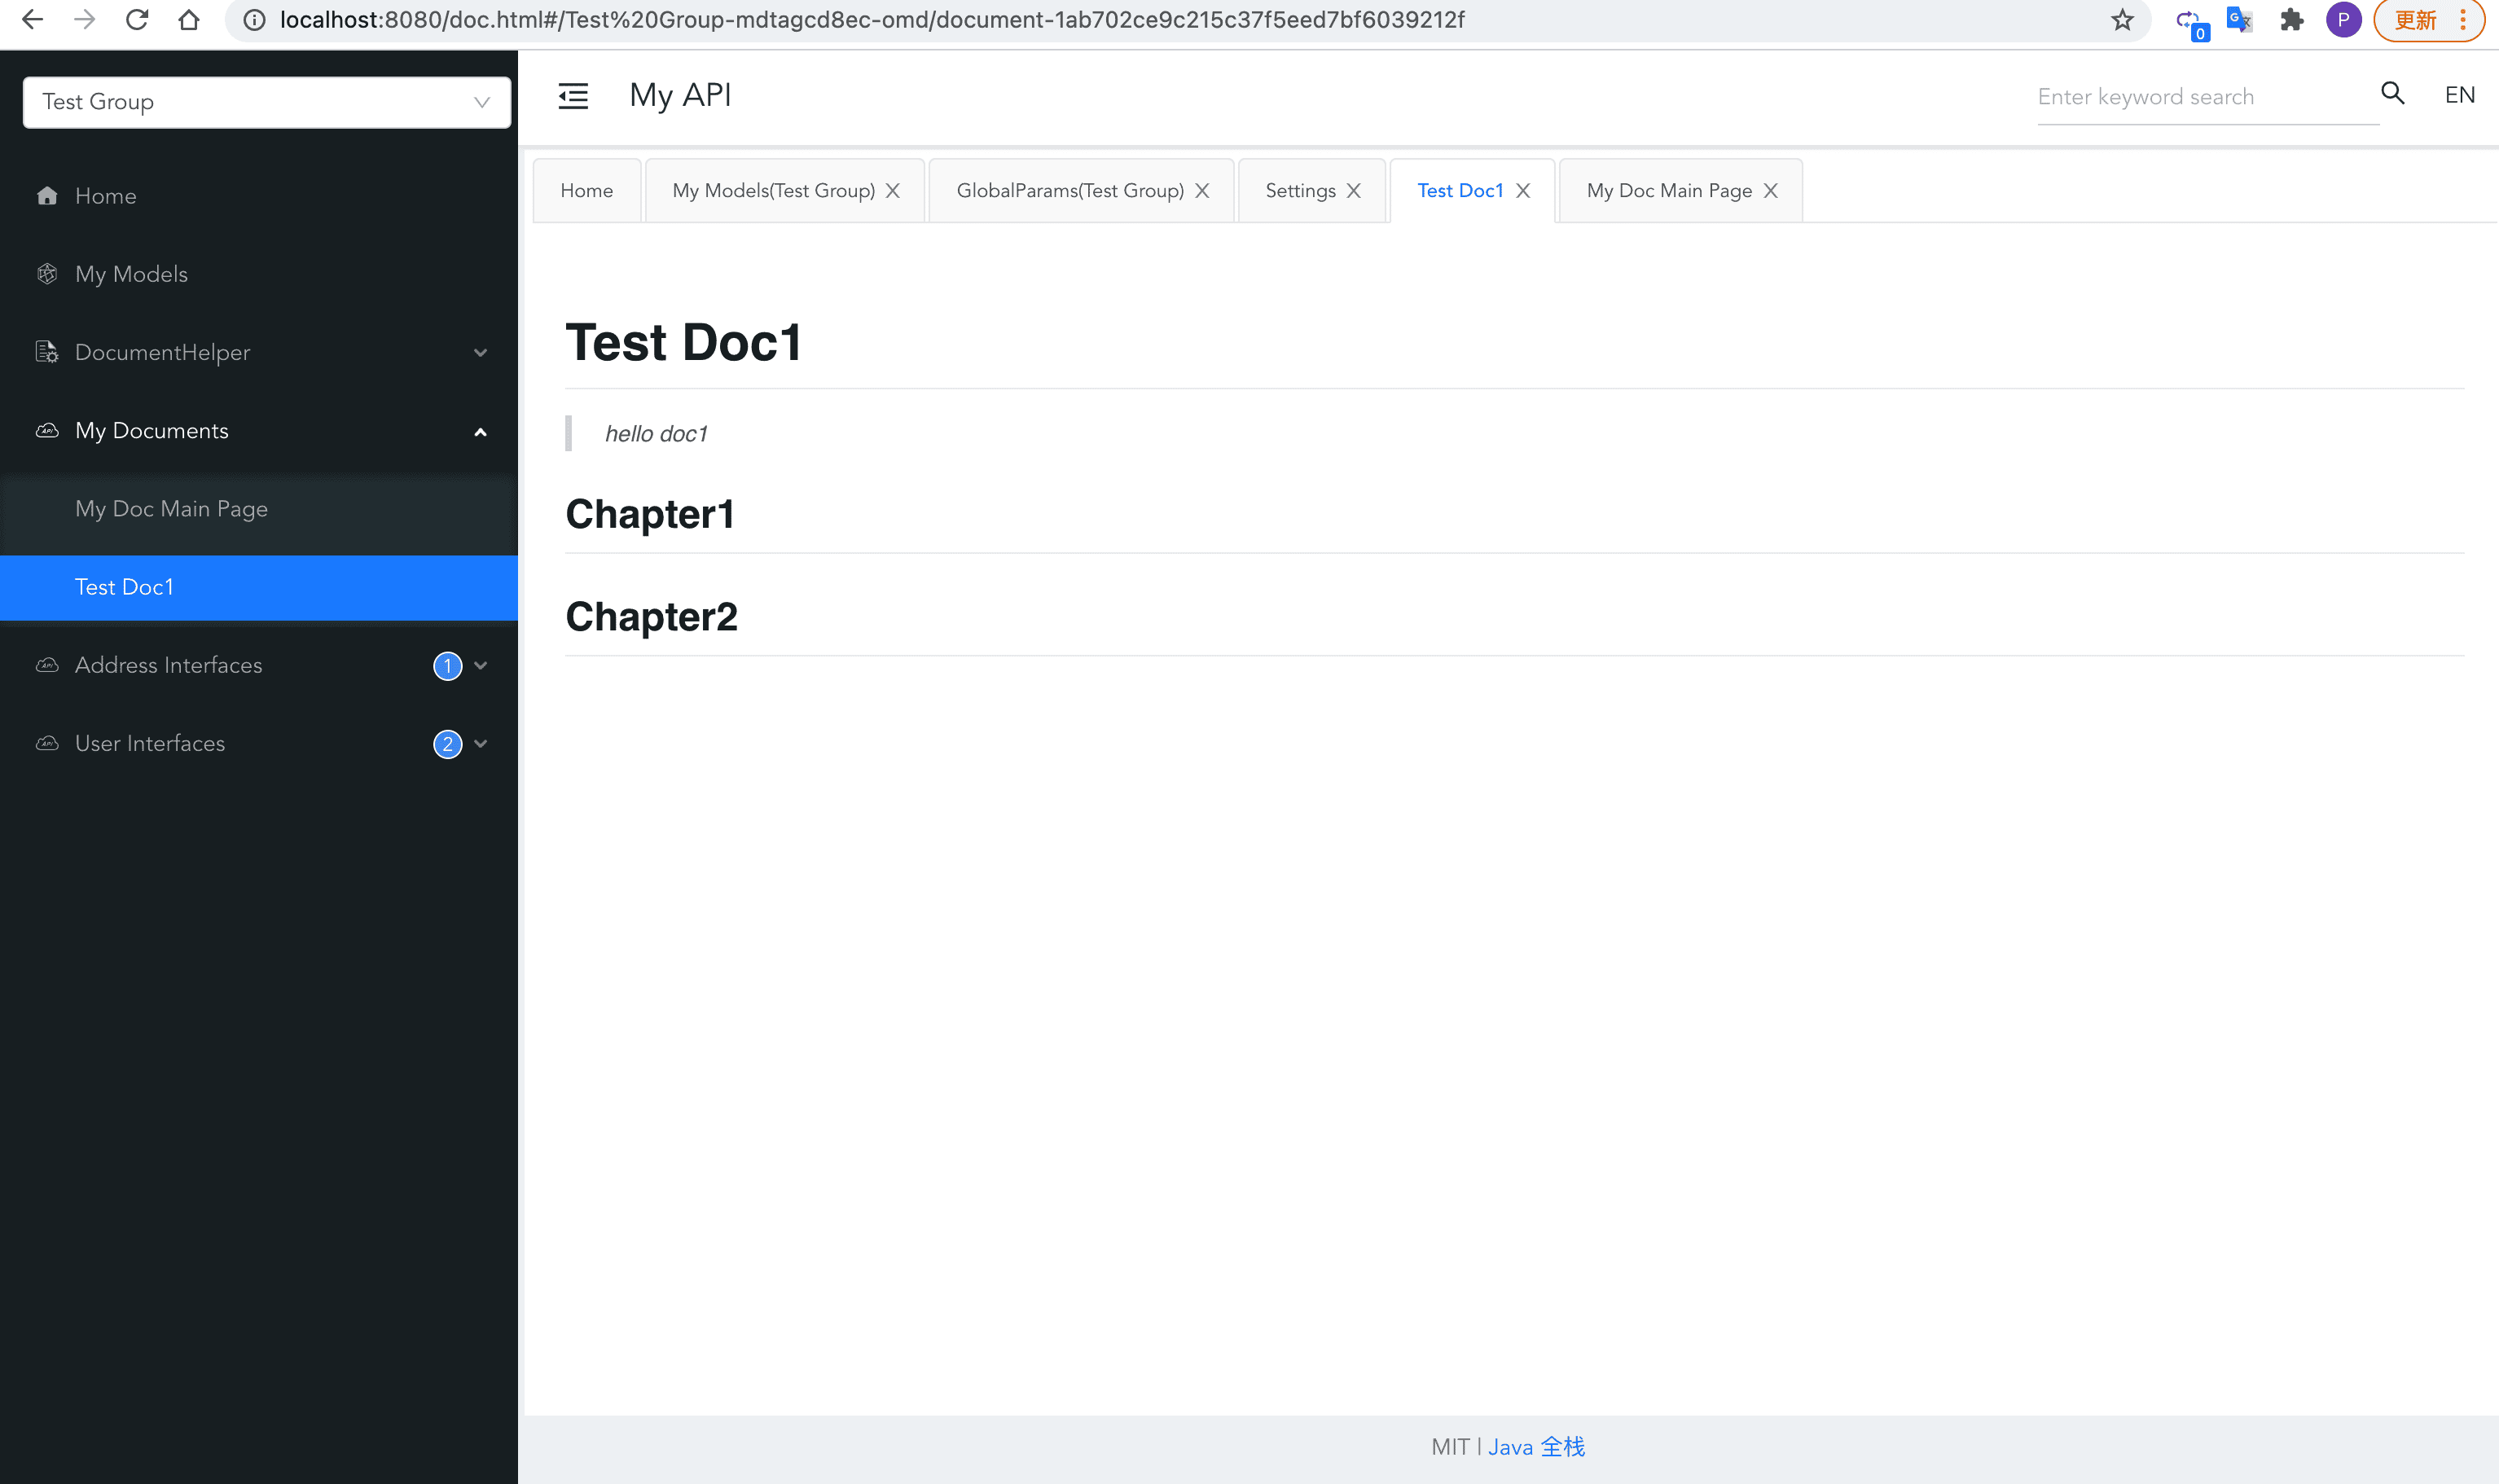 localhost:8080/doc.html#/Test%20Group-mdtagcd8ec-omd/document-1ab702ce9c215c37f5eed7bf6039212f
0
G
P
更新
Test Group
My API
Enter keyword search
EN
Home
My Models
DocumentHelper
My Documents
My Doc Main Page
Test Doc1
Address Interfaces
1
User Interfaces
2
Home
My Models(Test Group)
GlobalParams(Test Group)
Settings
Test Doc1
My Doc Main Page
Test Doc1
hello doc1
Chapter1
Chapter2
MIT | Java 全栈